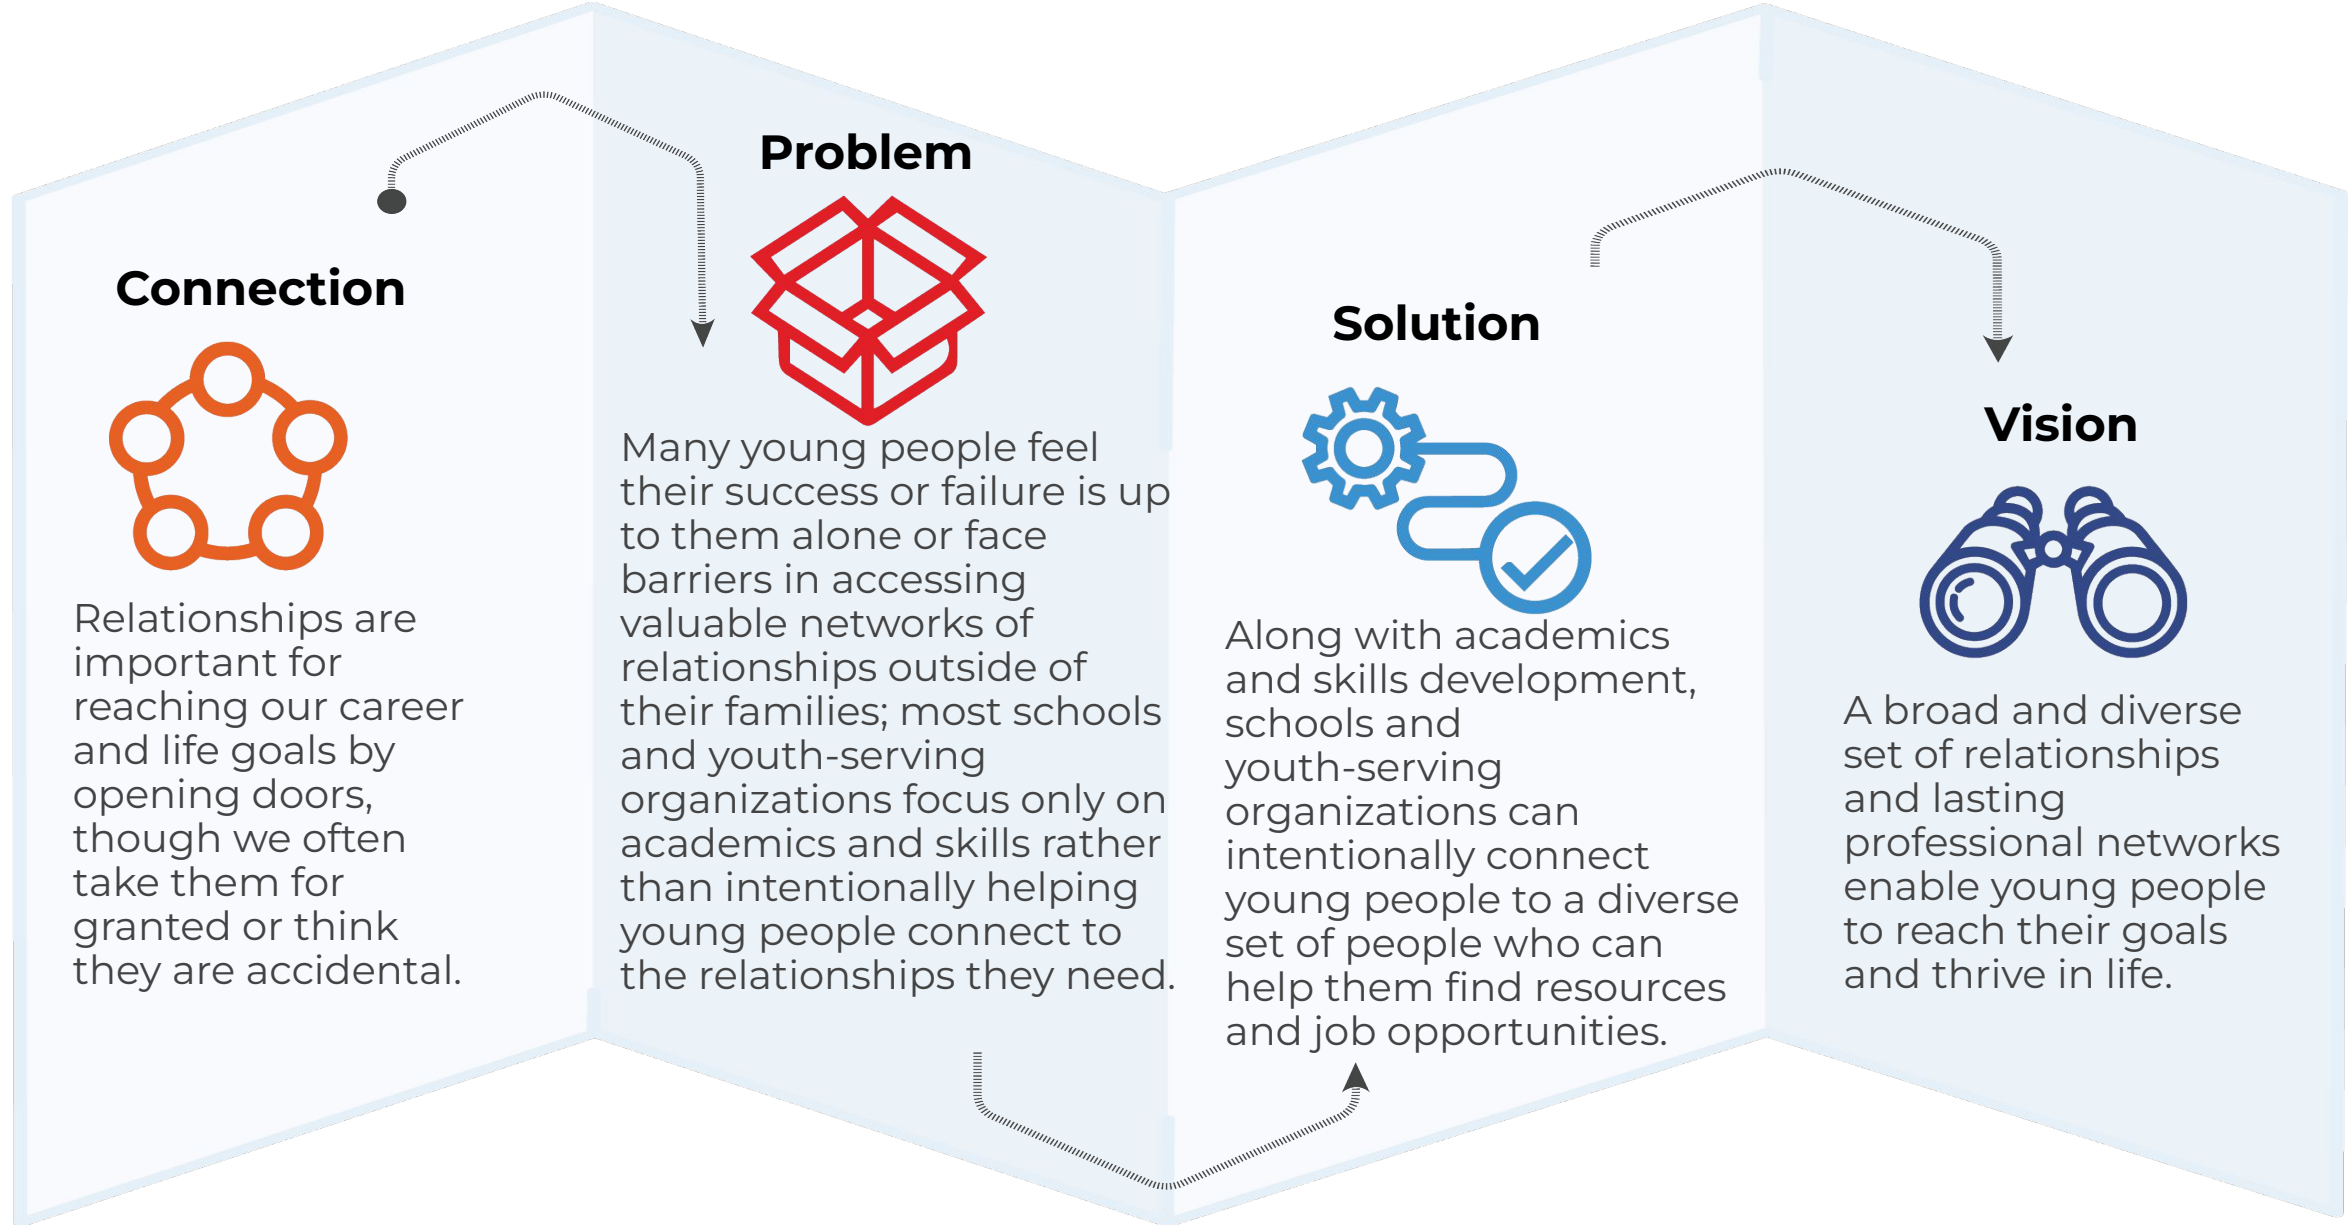 Connection
Relationships are
important for
reaching our career
and life goals by
opening doors,
though we often
take them for
granted or think
they are accidental.
Problem
Many young people feel
their success or failure is up
to them alone or face
barriers in accessing
valuable networks of
relationships outside of
their families; most schools
and youth-serving
organizations focus only on
academics and skills rather
than intentionally helping
young people connect to
the relationships they need.
Solution
Along with academics
and skills development,
schools and
youth-serving
organizations can
intentionally connect
young people to a diverse
set of people who can
help them find resources
and job opportunities.
Vision
A broad and diverse
set of relationships
and lasting
professional networks
enable young people
to reach their goals
and thrive in life.